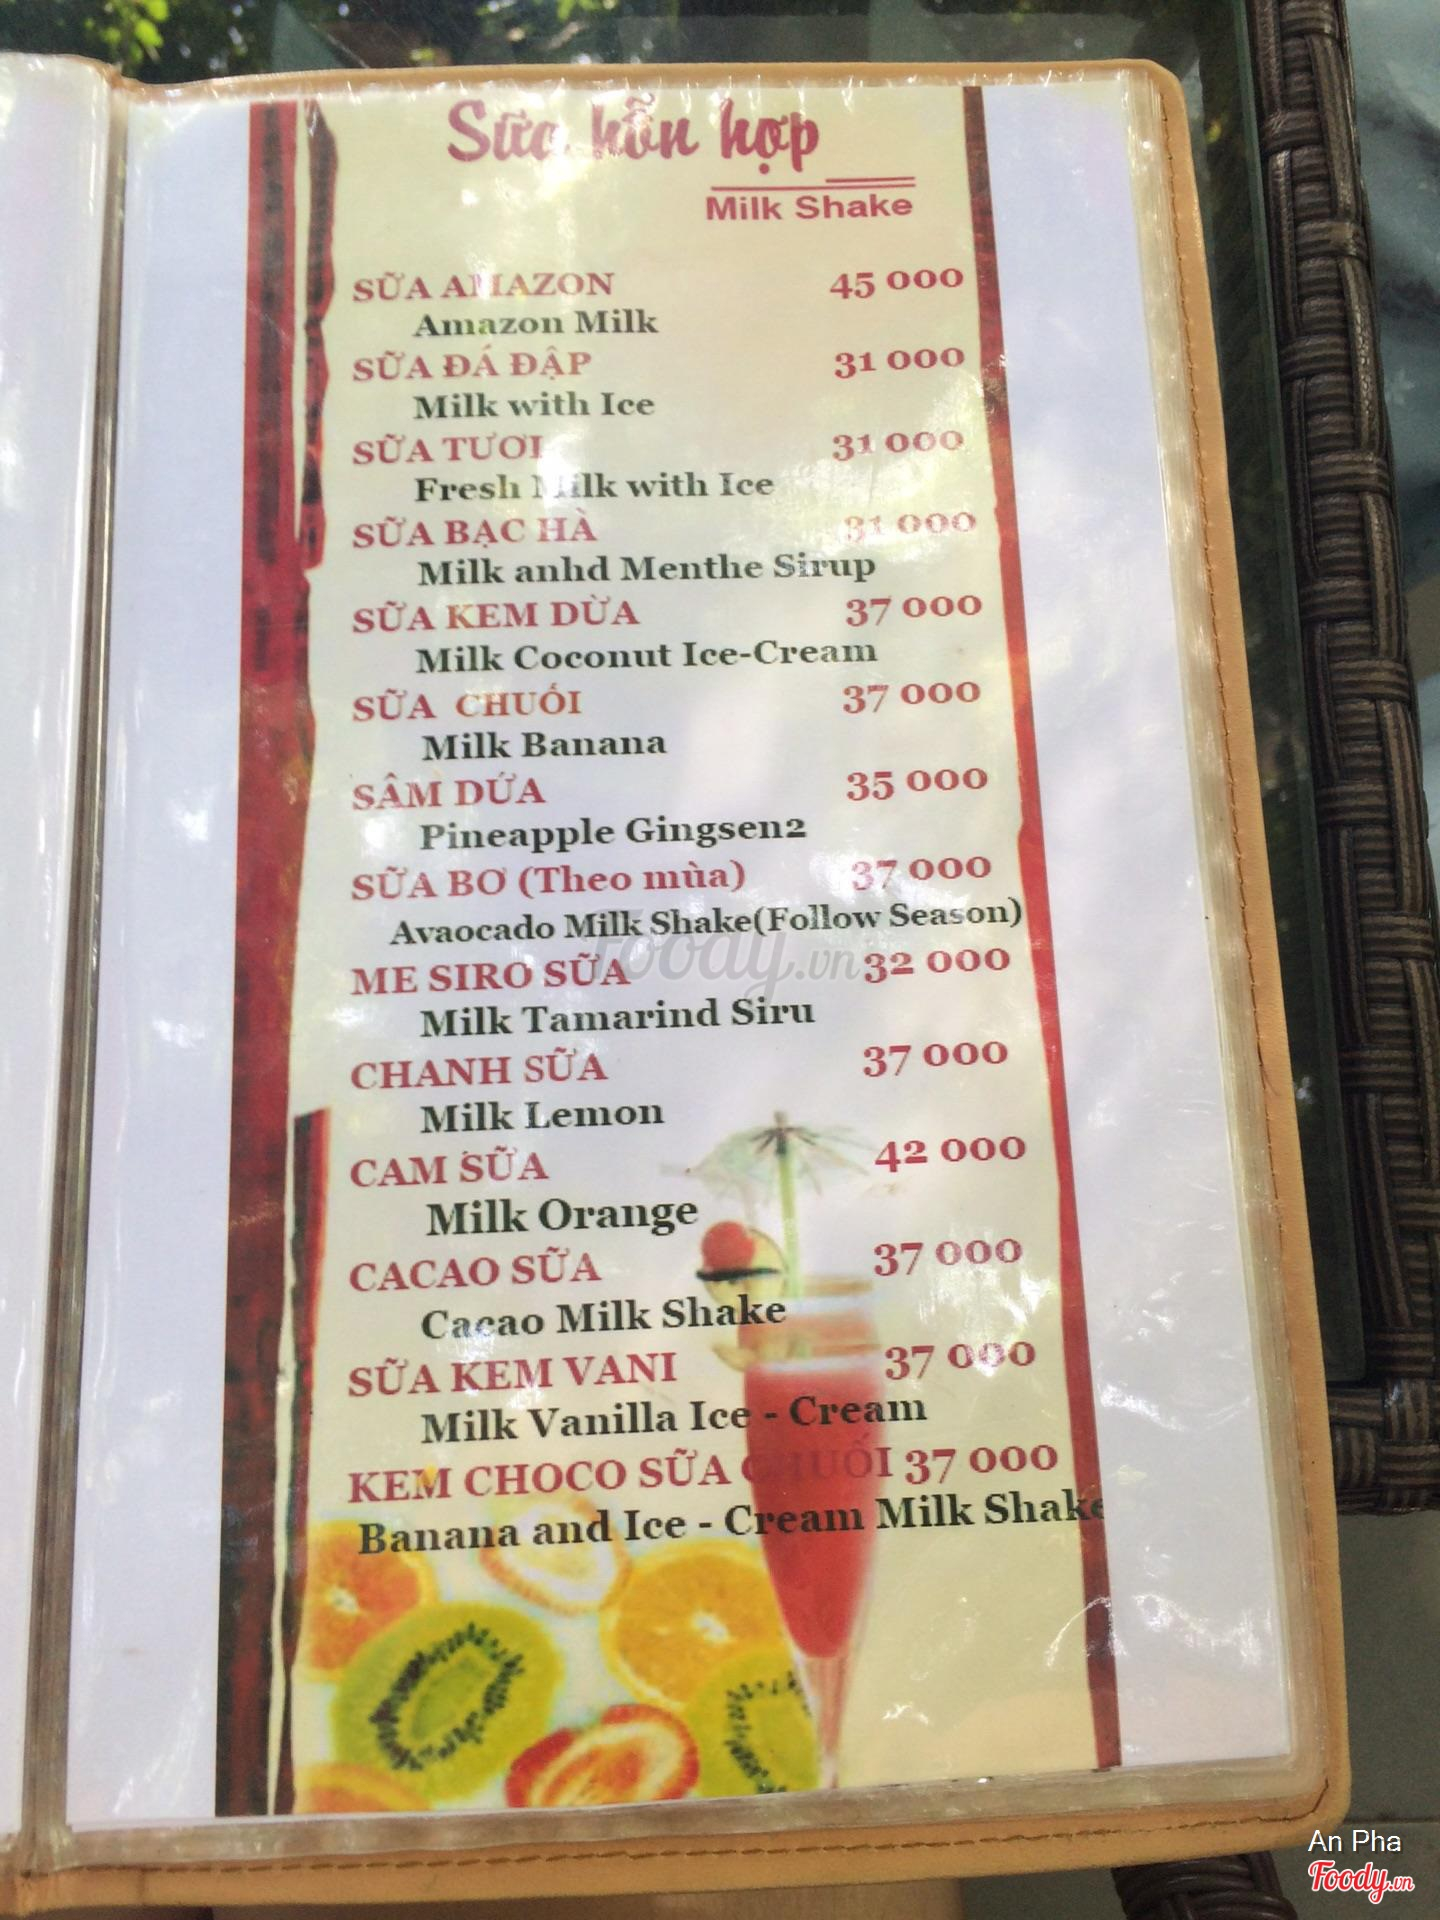 Sữa hỗn hợp
Milk Shake
SỮA AMAZON 45 000
Amazon Milk
SỮA ĐÁ ĐẬP 31 000
Milk with Ice
SỮA TƯƠI 31 000
Fresh Milk with Ice
SỮA BẠC HÀ 31 000
Milk anhd Menthe Sirup
SỮA KEM DỪA 37 000
Milk Coconut Ice-Cream
SỮA CHUỐI 37 000
Milk Banana
SÂM DỨA 35 000
Pineapple Gingsen2
SỮA BƠ (Theo mùa) 37 000
Avaocado Milk Shake(Follow Season)
ME SIRO SỮA 32 000
Milk Tamarind Siru
CHANH SỮA 37 000
Milk Lemon
CAM SỮA 42 000
Milk Orange
CACAO SỮA 37 000
Cacao Milk Shake
SỮA KEM VANI 37 000
Milk Vanilla Ice - Cream
KEM CHOCO SỮA CHUỐI 37 000
Banana and Ice - Cream Milk Shake
Foody.vn
An Pha
Foody.vn